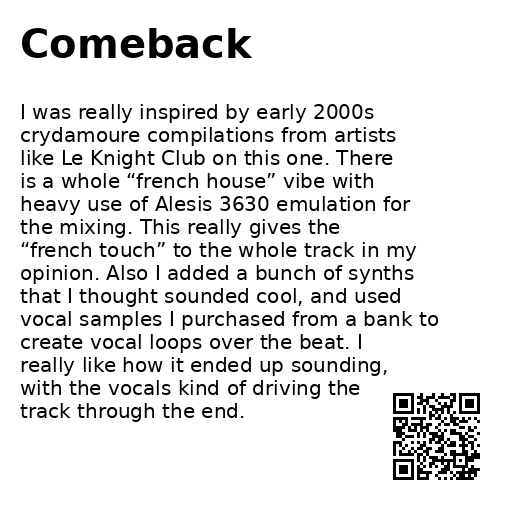 Comeback
I was really inspired by early 2000s
crydamoure compilations from artists
like Le Knight Club on this one. There
is a whole “french house” vibe with
heavy use of Alesis 3630 emulation for
the mixing. This really gives the
“french touch” to the whole track in my
opinion. Also I added a bunch of synths
that I thought sounded cool, and used
vocal samples I purchased from a bank to
create vocal loops over the beat. I
really like how it ended up sounding,
with the vocals kind of driving the
track through the end.